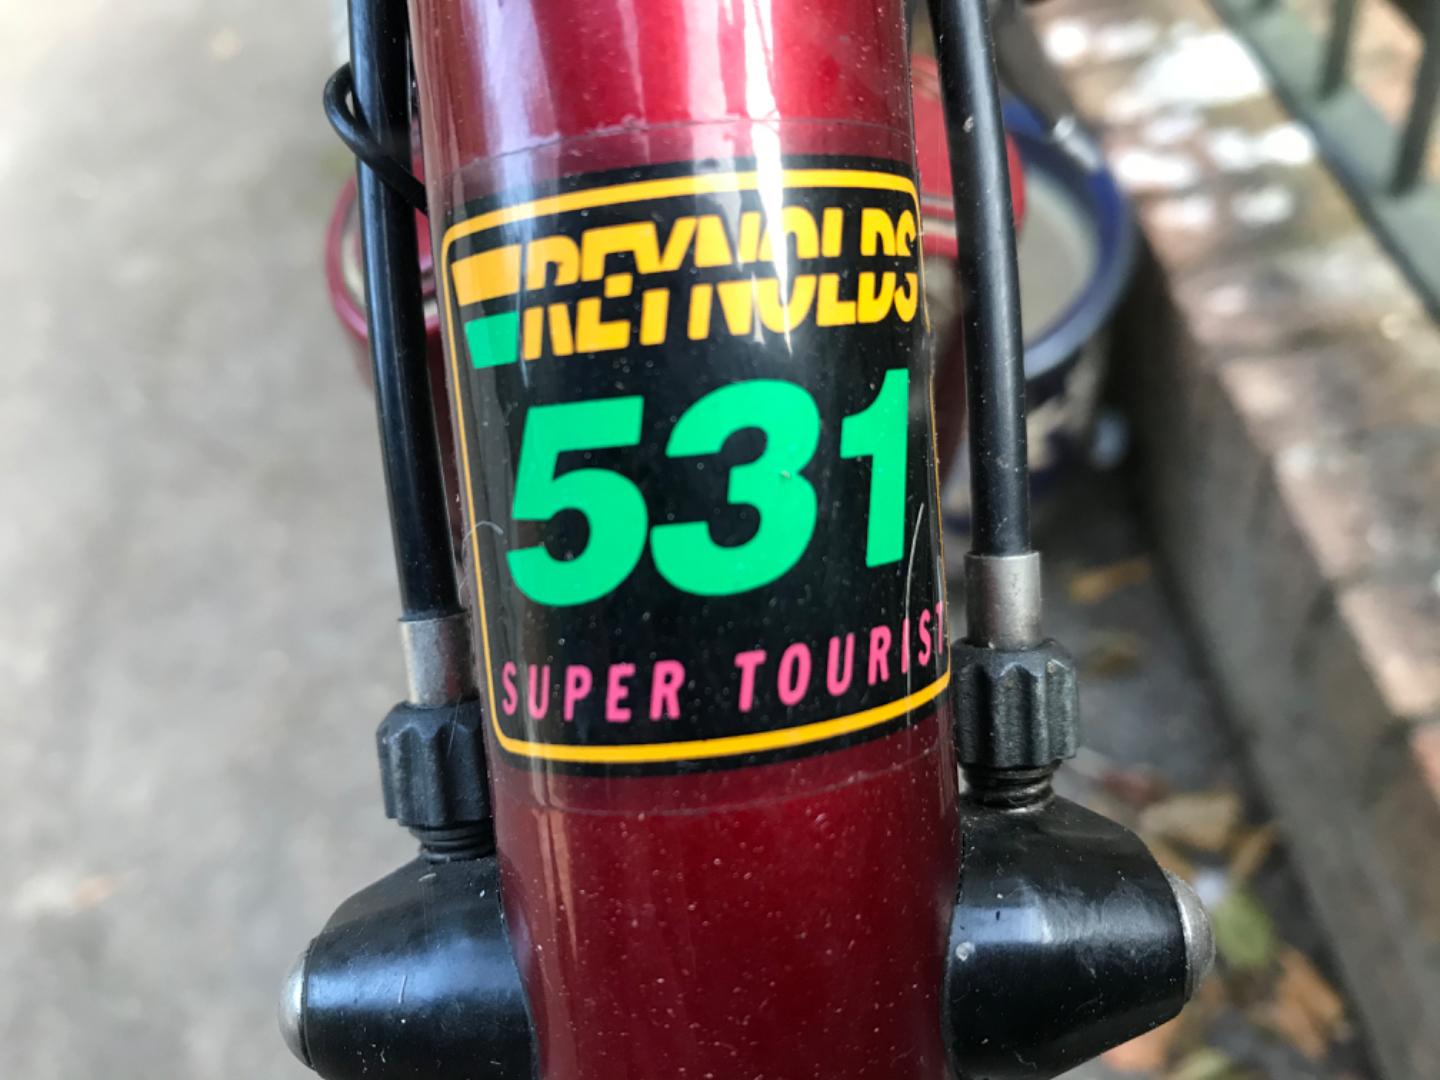 REYNOLDS
531
SUPER TOURIST